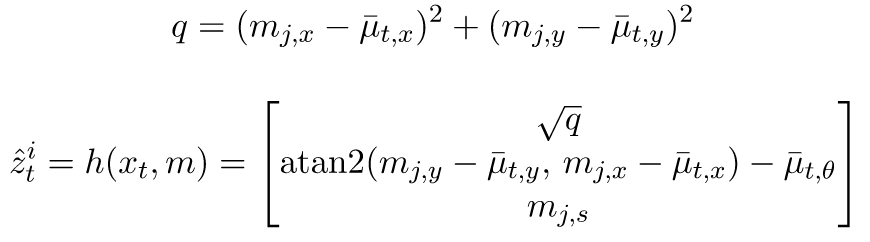 q = (m_{j,x} − μ̄_{t,x})² + (m_{j,y} − μ̄_{t,y})²
√q
ẑ_t^i = h(x_t, m) = [atan2(m_{j,y} − μ̄_{t,y}, m_{j,x} − μ̄_{t,x}) − μ̄_{t,θ}]
m_{j,s}